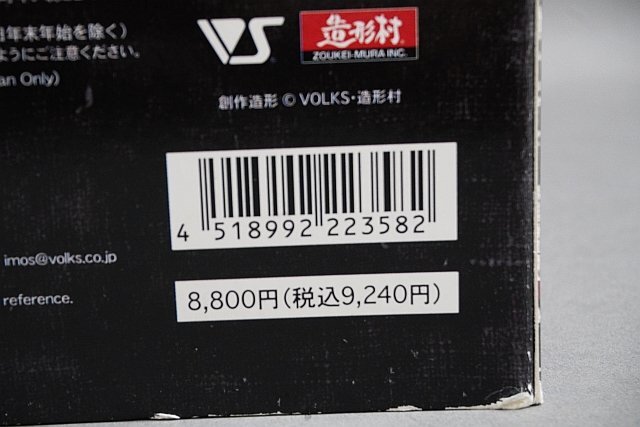 日年末年始を除く)
ようにご注意ください。
an Only)
VS
造形村
ZOUKEI-MURA INC.
創作造形 © VOLKS・造形村
4 518992 223582
imos@volks.co.jp
reference.
8,800円(税込9,240円)